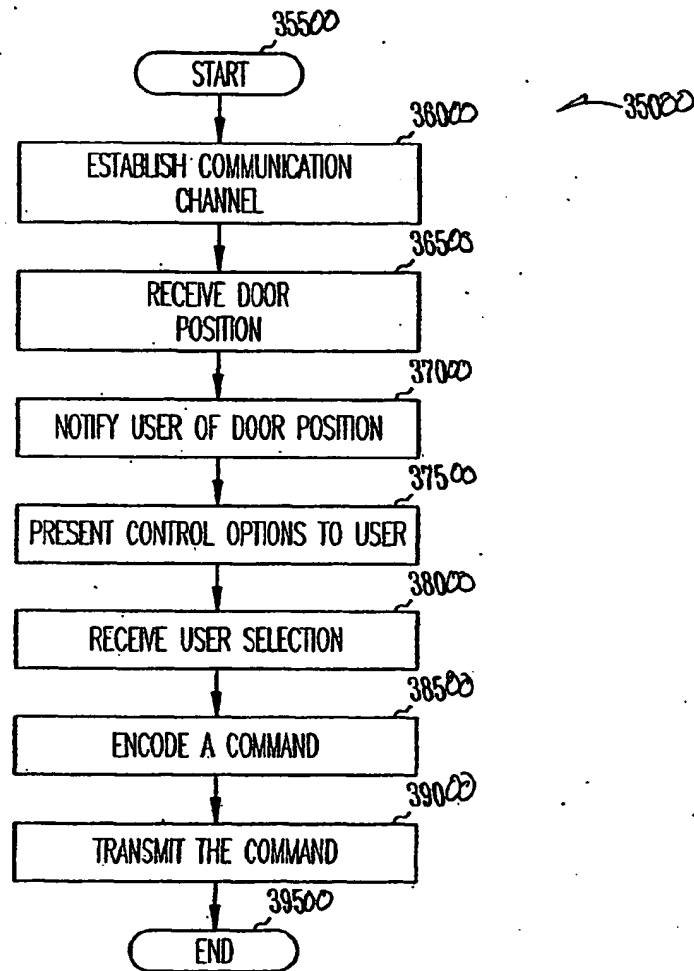 35500
START
35000
36000
ESTABLISH COMMUNICATION
CHANNEL
36500
RECEIVE DOOR
POSITION
37000
NOTIFY USER OF DOOR POSITION
37500
PRESENT CONTROL OPTIONS TO USER
38000
RECEIVE USER SELECTION
38500
ENCODE A COMMAND
39000
TRANSMIT THE COMMAND
39500
END